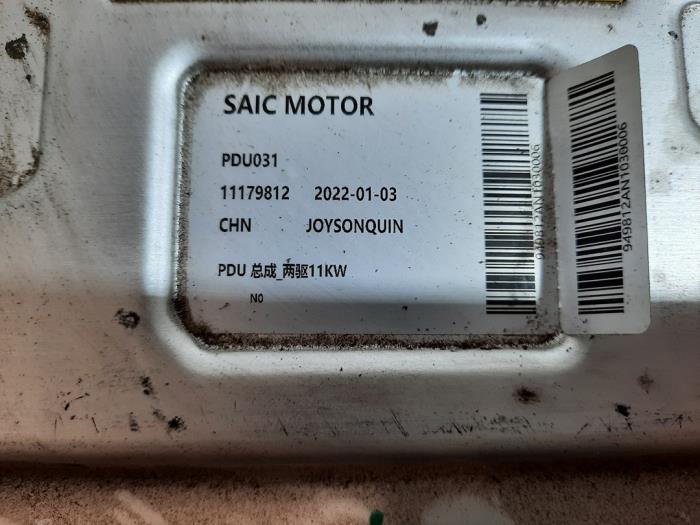 SAIC MOTOR
PDU031
11179812 2022-01-03
CHN JOYSONQUIN
PDU 总成_两驱11KW
N0
949812AN1030006
949812AN1030006